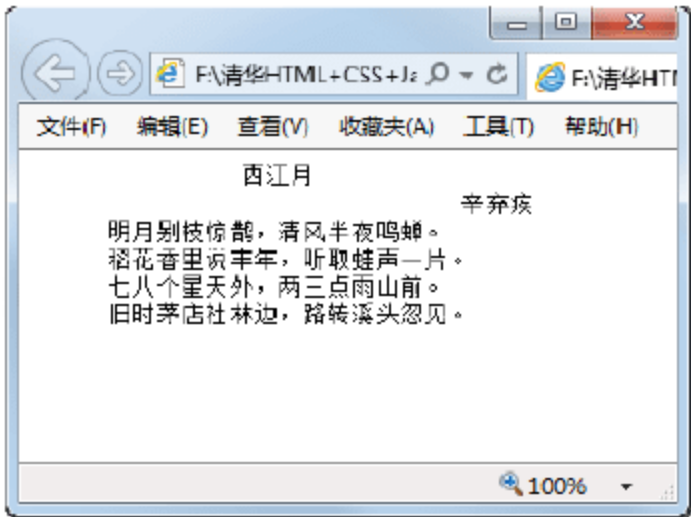 F:\清华HTML+CSS+Ja
F:\清华HTM
文件(F) 编辑(E) 查看(V) 收藏夹(A) 工具(T) 帮助(H)
西江月
辛弃疾
明月别枝惊鹊，清风半夜鸣蝉。
稻花香里说丰年，听取蛙声一片。
七八个星天外，两三点雨山前。
旧时茅店社林边，路转溪头忽见。
100%